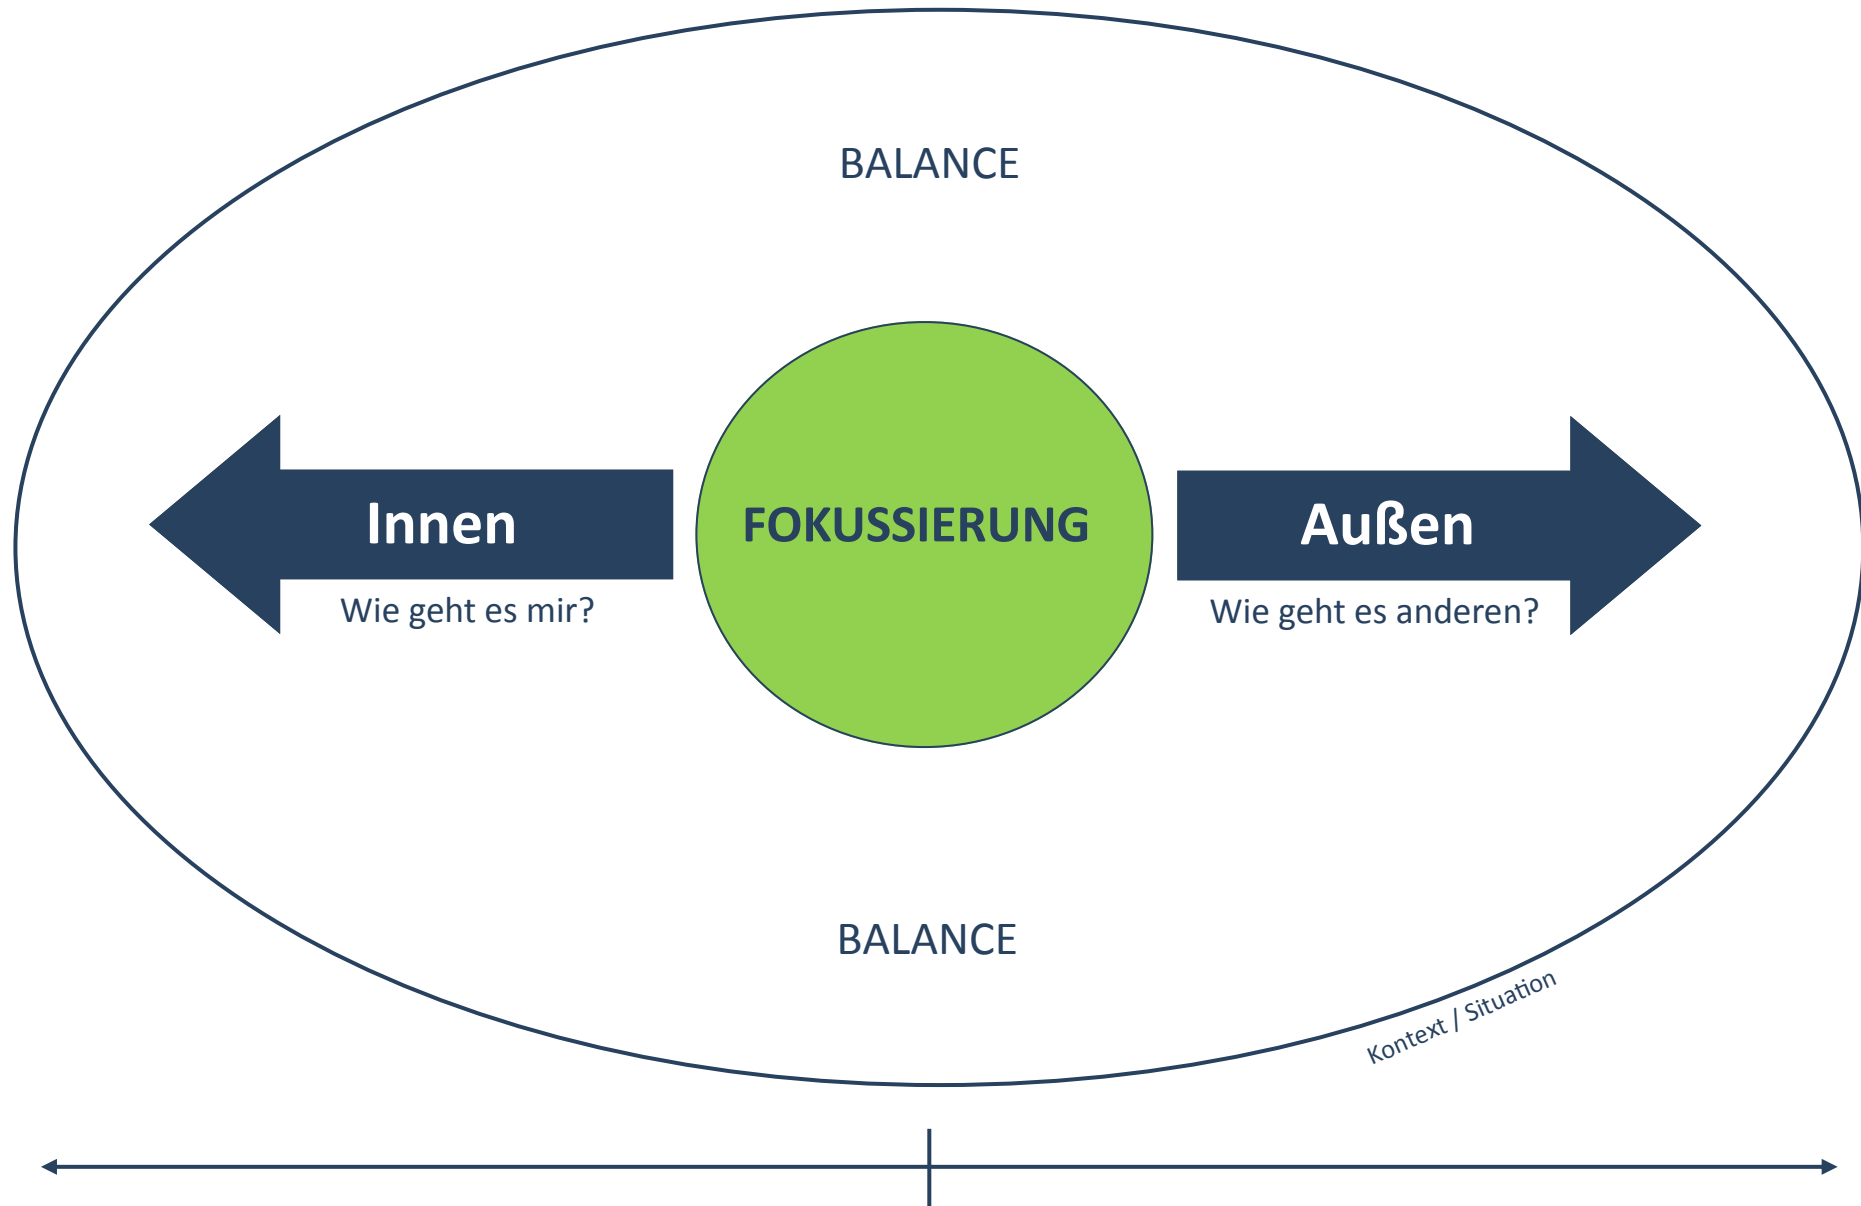 BALANCE
Innen
FOKUSSIERUNG
Außen
Wie geht es mir?
Wie geht es anderen?
BALANCE
Kontext / Situation